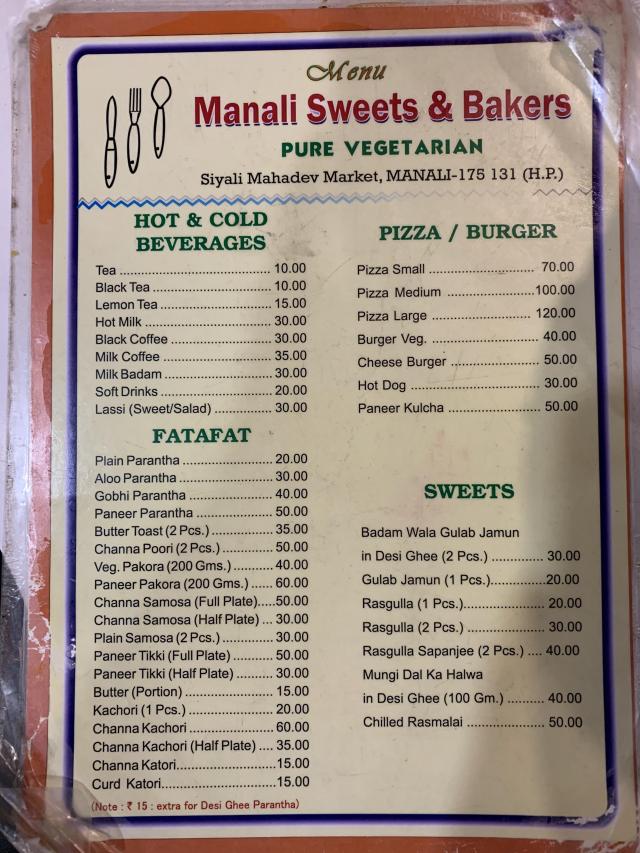 Menu
Manali Sweets & Bakers
PURE VEGETARIAN
Siyali Mahadev Market, MANALI-175 131 (H.P.)
HOT & COLD
BEVERAGES
Tea ........................................ 10.00
Black Tea ................................ 10.00
Lemon Tea .............................. 15.00
Hot Milk .................................. 30.00
Black Coffee ............................ 30.00
Milk Coffee .............................. 35.00
Milk Badam .............................. 30.00
Soft Drinks ............................... 20.00
Lassi (Sweet/Salad) ............... 30.00
FATAFAT
Plain Parantha ........................ 20.00
Aloo Parantha ......................... 30.00
Gobhi Parantha ....................... 40.00
Paneer Parantha ..................... 50.00
Butter Toast (2 Pcs.) ................ 35.00
Channa Poori (2 Pcs.) ............. 50.00
Veg. Pakora (200 Gms.) ........... 40.00
Paneer Pakora (200 Gms.) ...... 60.00
Channa Samosa (Full Plate)..... 50.00
Channa Samosa (Half Plate) ... 30.00
Plain Samosa (2 Pcs.) .............. 30.00
Paneer Tikki (Full Plate) ........... 50.00
Paneer Tikki (Half Plate) .......... 30.00
Butter (Portion) ........................ 15.00
Kachori (1 Pcs.) ....................... 20.00
Channa Kachori ...................... 60.00
Channa Kachori (Half Plate) .... 35.00
Channa Katori.......................... 15.00
Curd Katori.............................. 15.00
(Note : ₹ 15 : extra for Desi Ghee Parantha)
PIZZA / BURGER
Pizza Small ............................ 70.00
Pizza Medium ....................... 100.00
Pizza Large .......................... 120.00
Burger Veg. ............................ 40.00
Cheese Burger ....................... 50.00
Hot Dog ................................. 30.00
Paneer Kulcha ....................... 50.00
SWEETS
Badam Wala Gulab Jamun
in Desi Ghee (2 Pcs.) .............. 30.00
Gulab Jamun (1 Pcs.)............... 20.00
Rasgulla (1 Pcs.)...................... 20.00
Rasgulla (2 Pcs.) ..................... 30.00
Rasgulla Sapanjee (2 Pcs.) .... 40.00
Mungi Dal Ka Halwa
in Desi Ghee (100 Gm.) .......... 40.00
Chilled Rasmalai .................... 50.00